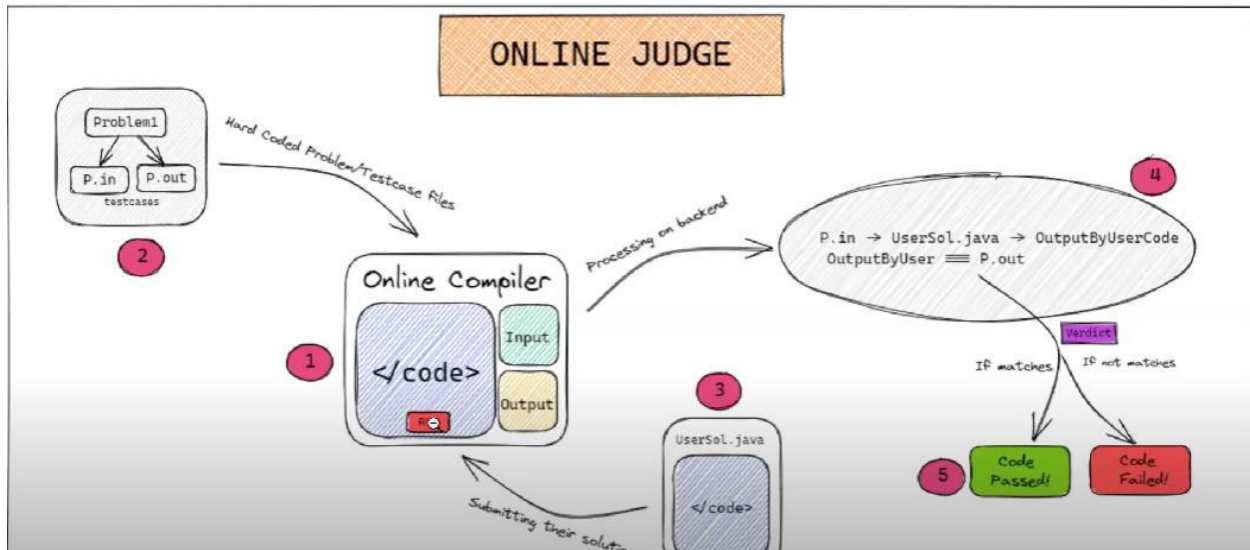 ONLINE JUDGE
Problem1
P.in
P.out
testcases
2
Hard Coded Problem/Testcase files
Online Compiler
</code>
Input
Output
1
Processing on backend
4
P.in → UserSol.java → OutputByUserCode
OutputByUser ≡ P.out
Verdict
If matches
If not matches
3
UserSol.java
</code>
Submitting their
5
Code
Passed!
Code
Failed!